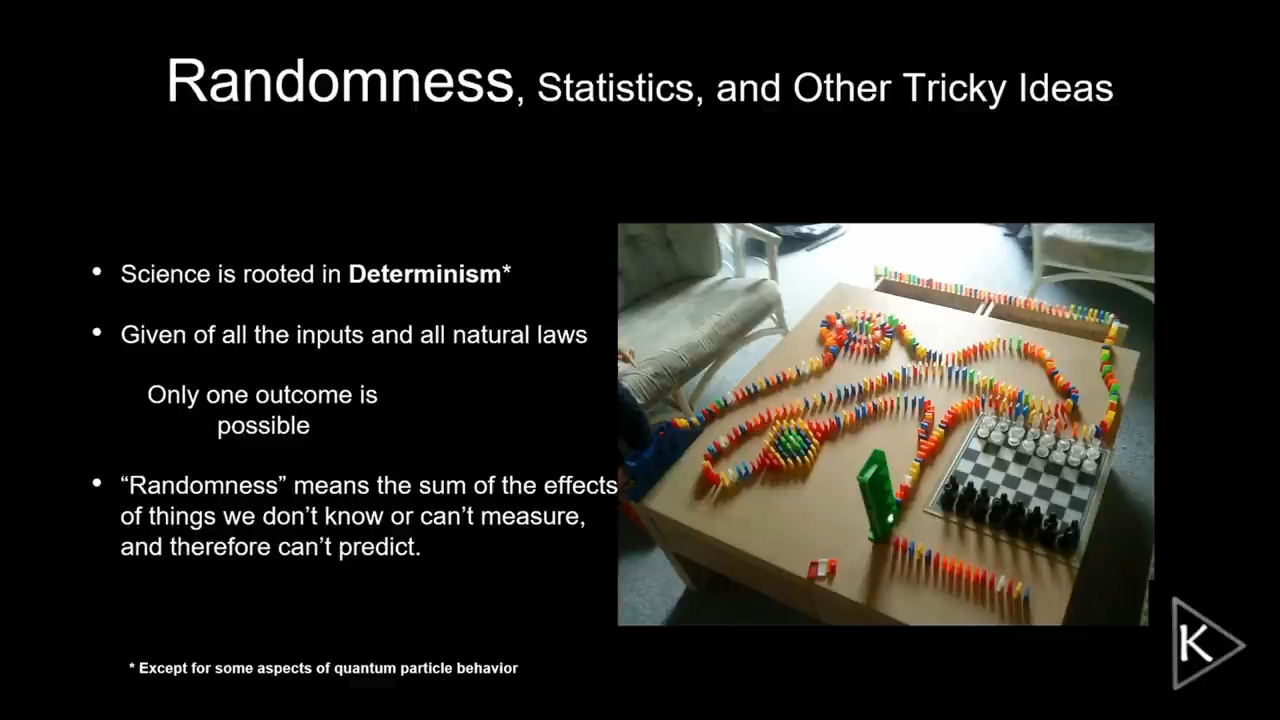 Randomness, Statistics, and Other Tricky Ideas
• Science is rooted in Determinism*
• Given of all the inputs and all natural laws
Only one outcome is
possible
• “Randomness” means the sum of the effects
of things we don’t know or can’t measure,
and therefore can’t predict.
* Except for some aspects of quantum particle behavior
K